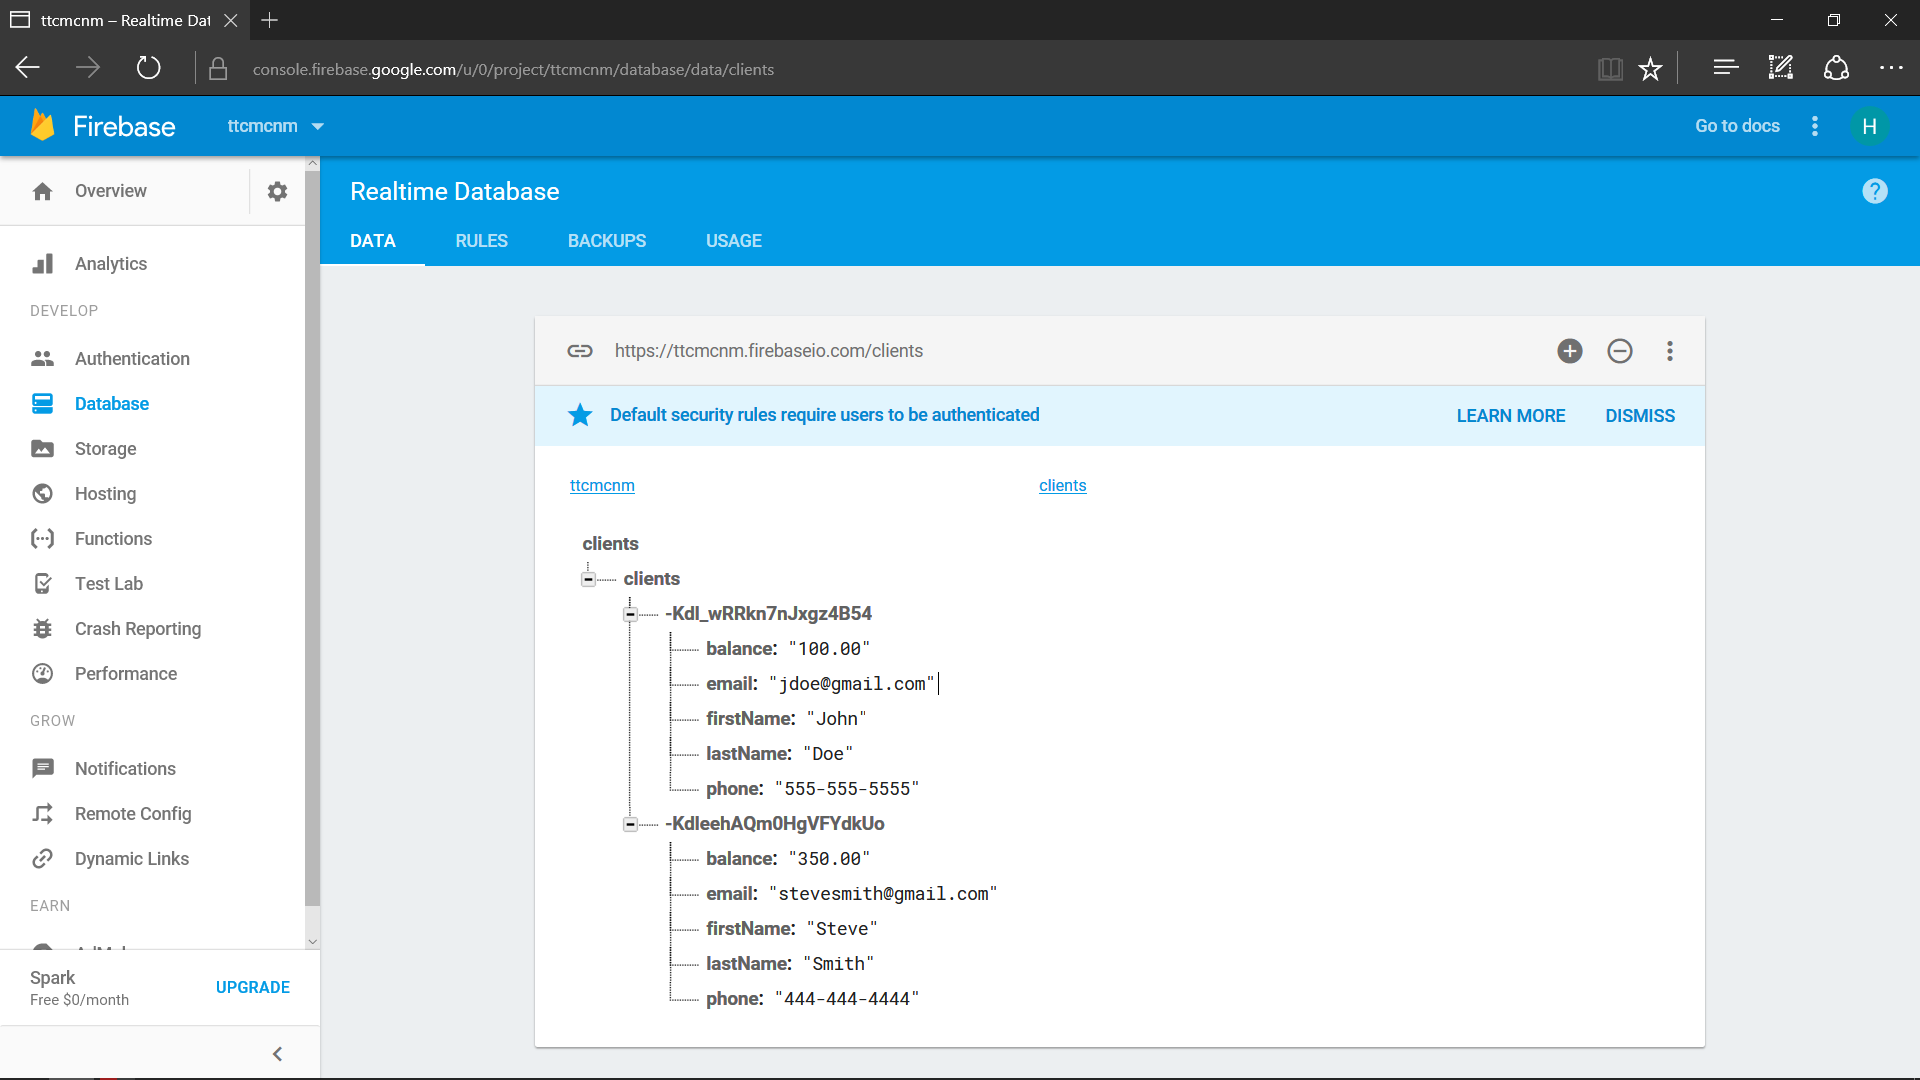 ttcmcnm – Realtime Dat
console.firebase.google.com/u/0/project/ttcmcnm/database/data/clients
Firebase
ttcmcnm
Go to docs
H
Overview
Realtime Database
?
DATA
RULES
BACKUPS
USAGE
Analytics
DEVELOP
Authentication
Database
Storage
Hosting
Functions
Test Lab
Crash Reporting
Performance
GROW
Notifications
Remote Config
Dynamic Links
EARN
Spark
Free $0/month
UPGRADE
https://ttcmcnm.firebaseio.com/clients
Default security rules require users to be authenticated
LEARN MORE
DISMISS
ttcmcnm
clients
clients
clients
-Kdl_wRRkn7nJxgz4B54
balance: "100.00"
email: "jdoe@gmail.com"
firstName: "John"
lastName: "Doe"
phone: "555-555-5555"
-KdleehAQm0HgVFYdkUo
balance: "350.00"
email: "stevesmith@gmail.com"
firstName: "Steve"
lastName: "Smith"
phone: "444-444-4444"